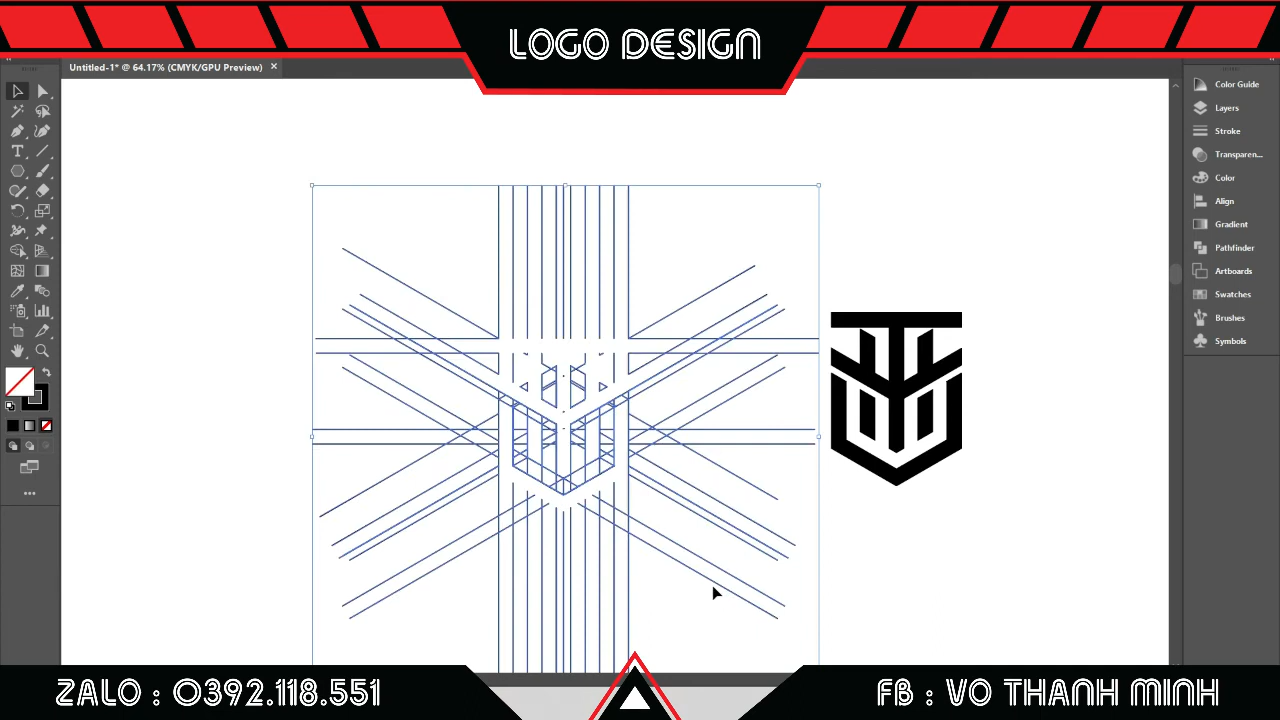 LOGO DESIGN
Untitled-1* @ 64.17% (CMYK/GPU Preview) ×
Color Guide
Layers
Stroke
Transparen...
Color
Align
Gradient
Pathfinder
Artboards
Swatches
Brushes
Symbols
ZALO : 0392.118.551
FB : VO THANH MINH